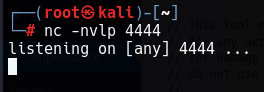 ┌──(root㉿kali)-[~]
└─# nc -nvlp 4444
listening on [any] 4444 ...